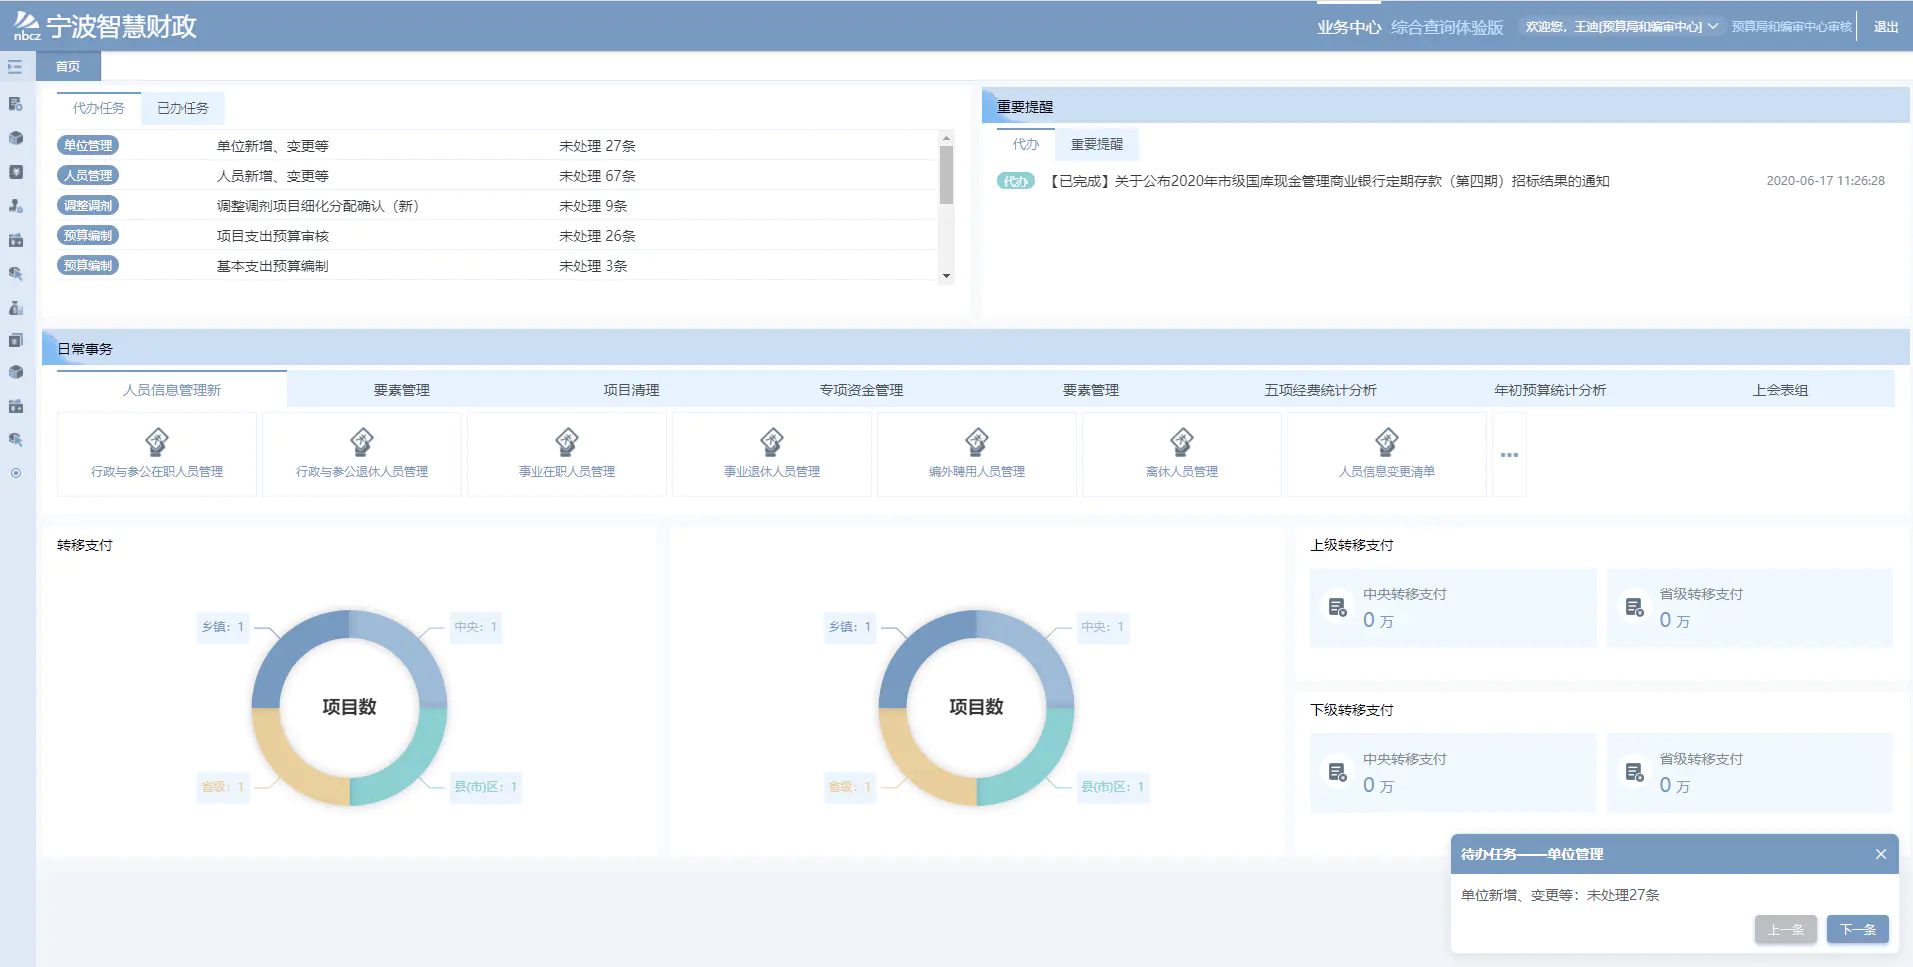 nbcz 宁波智慧财政
业务中心 综合查询体验版 欢迎您，王迪[预算局和编审中心] 预算局和编审中心审核 退出
首页
代办任务 已办任务
单位管理 单位新增、变更等 未处理 27条
人员管理 人员新增、变更等 未处理 67条
调整调剂 调整调剂项目细化分配确认（新） 未处理 9条
预算编制 项目支出预算审核 未处理 26条
预算编制 基本支出预算编制 未处理 3条
重要提醒
代办 重要提醒
代办 【已完成】关于公布2020年市级国库现金管理商业银行定期存款（第四期）招标结果的通知 2020-06-17 11:26:28
日常事务
人员信息管理新 要素管理 项目清理 专项资金管理 要素管理 五项经费统计分析 年初预算统计分析 上会表组
行政与参公在职人员管理 行政与参公退休人员管理 事业在职人员管理 事业退休人员管理 编外聘用人员管理 离休人员管理 人员信息变更清单
转移支付
乡镇：1 中央：1
项目数
省级：1 县(市)区：1
乡镇：1 中央：1
项目数
省级：1 县(市)区：1
上级转移支付
中央转移支付 省级转移支付
0 万 0 万
下级转移支付
中央转移支付 省级转移支付
0 万 0 万
待办任务——单位管理
单位新增、变更等：未处理27条
上一条 下一条